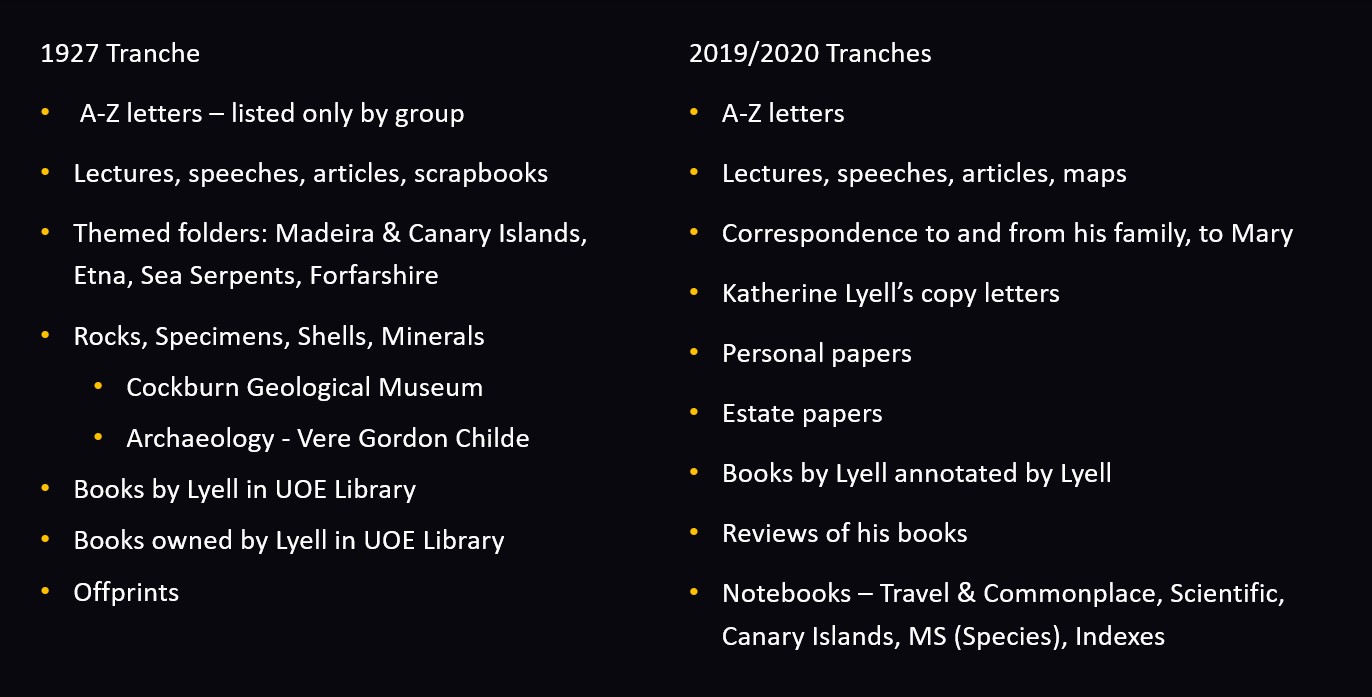 1927 Tranche
• A-Z letters – listed only by group
• Lectures, speeches, articles, scrapbooks
• Themed folders: Madeira & Canary Islands,
Etna, Sea Serpents, Forfarshire
• Rocks, Specimens, Shells, Minerals
• Cockburn Geological Museum
• Archaeology - Vere Gordon Childe
• Books by Lyell in UOE Library
• Books owned by Lyell in UOE Library
• Offprints
2019/2020 Tranches
• A-Z letters
• Lectures, speeches, articles, maps
• Correspondence to and from his family, to Mary
• Katherine Lyell’s copy letters
• Personal papers
• Estate papers
• Books by Lyell annotated by Lyell
• Reviews of his books
• Notebooks – Travel & Commonplace, Scientific,
Canary Islands, MS (Species), Indexes